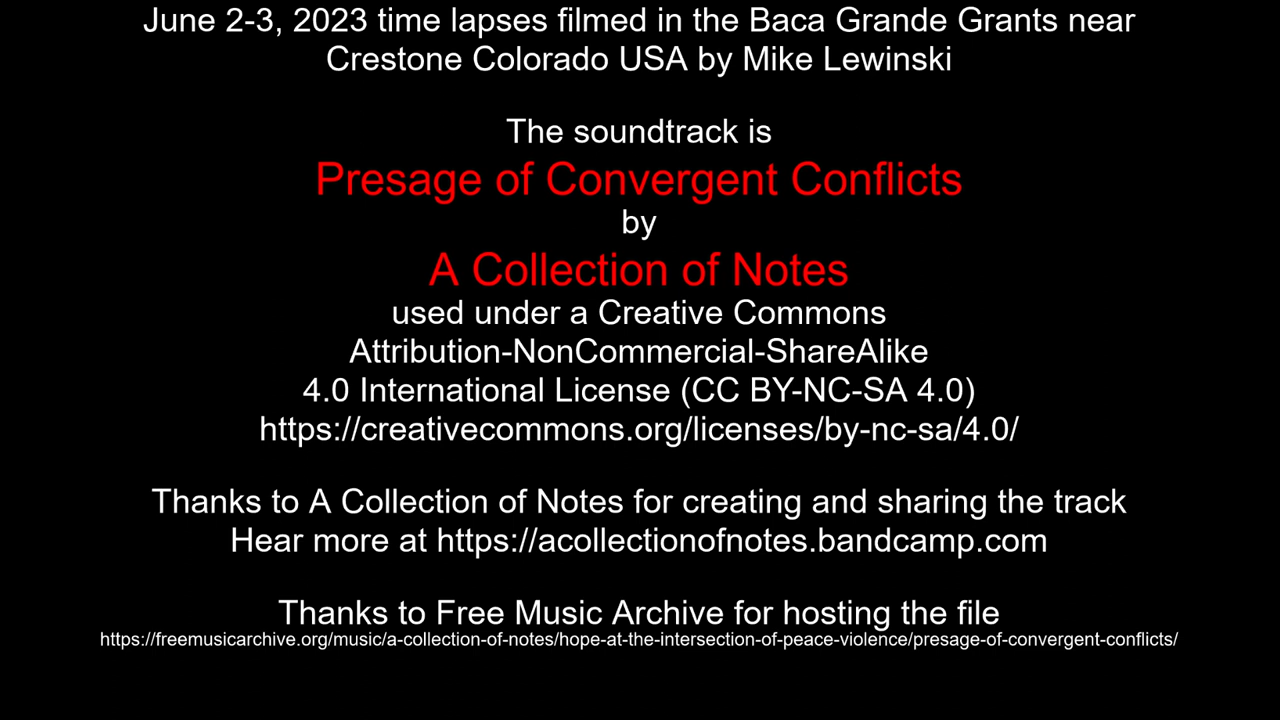 June 2-3, 2023 time lapses filmed in the Baca Grande Grants near
Crestone Colorado USA by Mike Lewinski
The soundtrack is
Presage of Convergent Conflicts
by
A Collection of Notes
used under a Creative Commons
Attribution-NonCommercial-ShareAlike
4.0 International License (CC BY-NC-SA 4.0)
https://creativecommons.org/licenses/by-nc-sa/4.0/
Thanks to A Collection of Notes for creating and sharing the track
Hear more at https://acollectionofnotes.bandcamp.com
Thanks to Free Music Archive for hosting the file
https://freemusicarchive.org/music/a-collection-of-notes/hope-at-the-intersection-of-peace-violence/presage-of-convergent-conflicts/